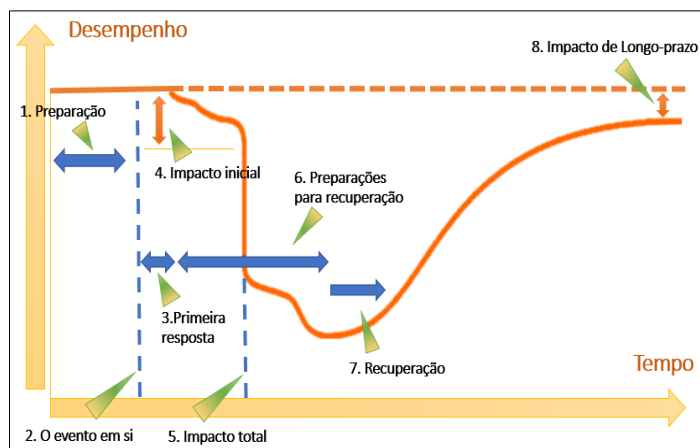 Desempenho
8. Impacto de Longo-prazo
1. Preparação
4. Impacto inicial
6. Preparações
para recuperação
3.Primeira
resposta
7. Recuperação
Tempo
2. O evento em si
5. Impacto total